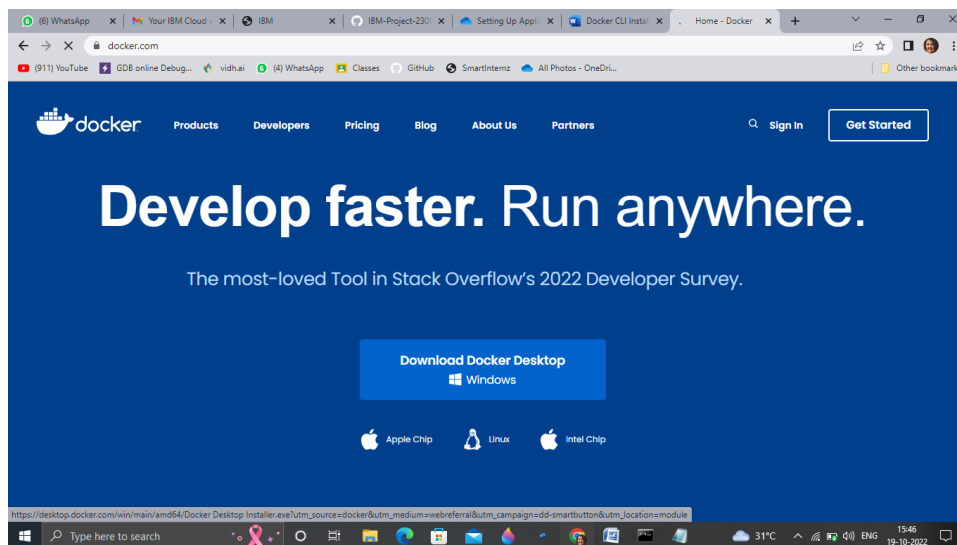 (6) WhatsApp
Your IBM Cloud
IBM
IBM-Project-230
Setting Up Appli
Docker CLI Instal
Home - Docker
docker.com
(911) YouTube
GDB online Debug...
vidh.ai
(4) WhatsApp
Classes
GitHub
SmartInternz
All Photos - OneDri...
Other bookmark
docker
Products
Developers
Pricing
Blog
About Us
Partners
Sign In
Get Started
Develop faster. Run anywhere.
The most-loved Tool in Stack Overflow's 2022 Developer Survey.
Download Docker Desktop
Windows
Apple Chip
Linux
Intel Chip
https://desktop.docker.com/win/main/amd64/Docker Desktop Installer.exe?utm_source=docker&utm_medium=webreferral&utm_campaign=dd-smartbutton&utm_location=module
Type here to search
31°C
ENG
15:46
19-10-2022